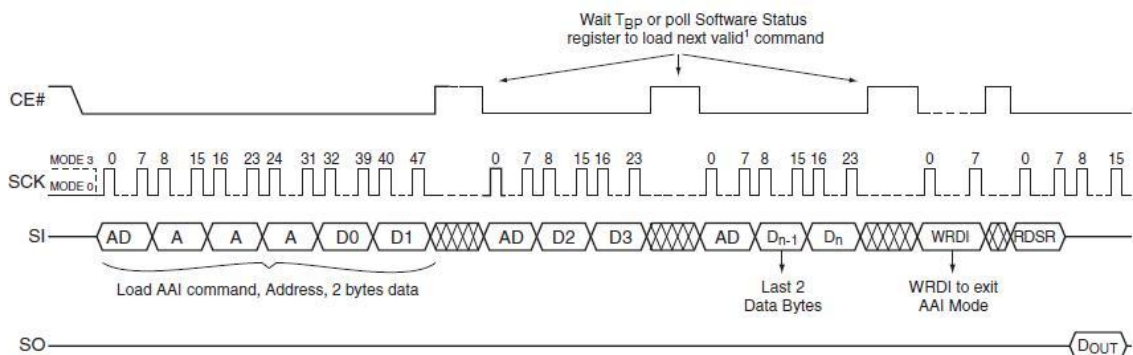 Wait TBP or poll Software Status
register to load next valid1 command
CE#
MODE 3 0 7 8 15 16 23 24 31 32 39 40 47 0 7 8 15 16 23 0 7 8 15 16 23 0 7 0 7 8 15
SCK MODE 0
SI AD A A A D0 D1 AD D2 D3 AD Dn-1 Dn WRDI RDSR
Load AAI command, Address, 2 bytes data
Last 2
Data Bytes
WRDI to exit
AAI Mode
SO DOUT